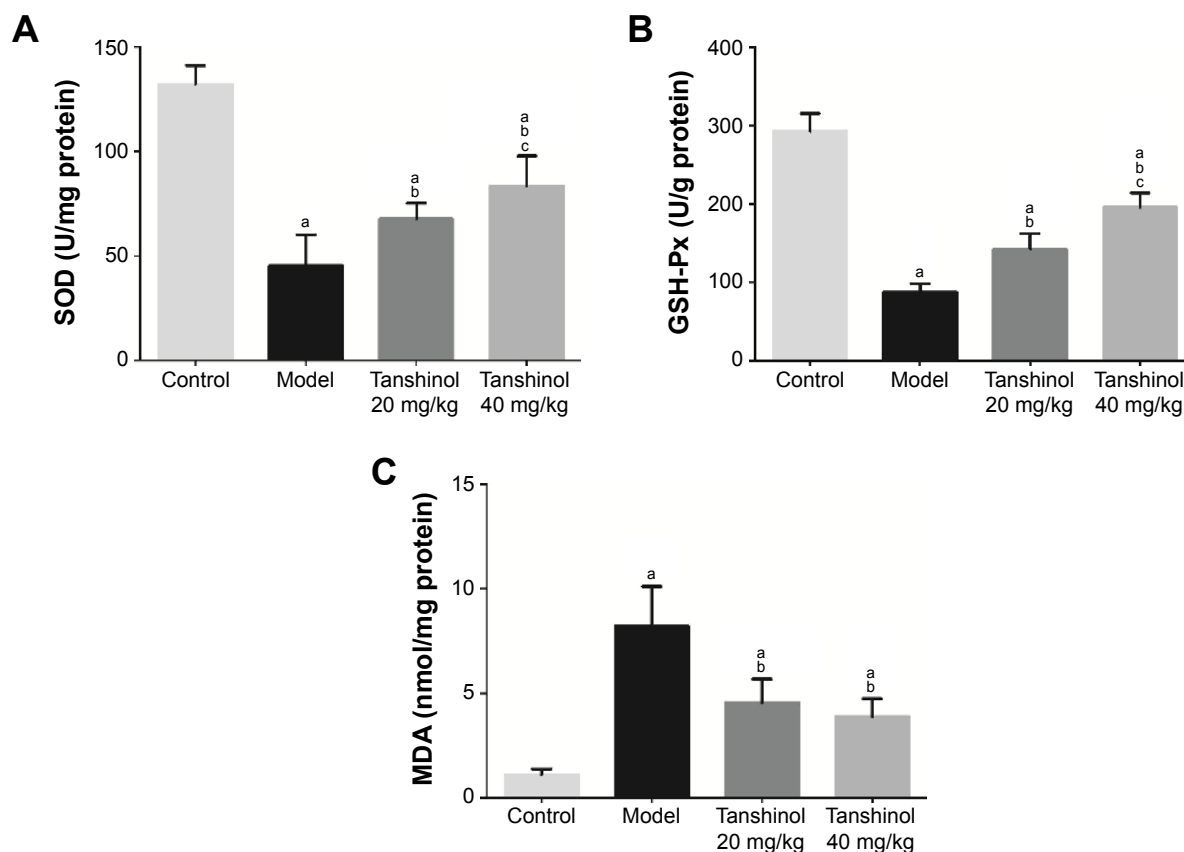 A
SOD (U/mg protein)
150
100
50
0
a
a
b
a
b
c
Control
Model
Tanshinol
20 mg/kg
Tanshinol
40 mg/kg
B
GSH-Px (U/g protein)
400
300
200
100
0
a
a
b
a
b
c
Control
Model
Tanshinol
20 mg/kg
Tanshinol
40 mg/kg
C
MDA (nmol/mg protein)
15
10
5
0
a
a
b
a
b
Control
Model
Tanshinol
20 mg/kg
Tanshinol
40 mg/kg